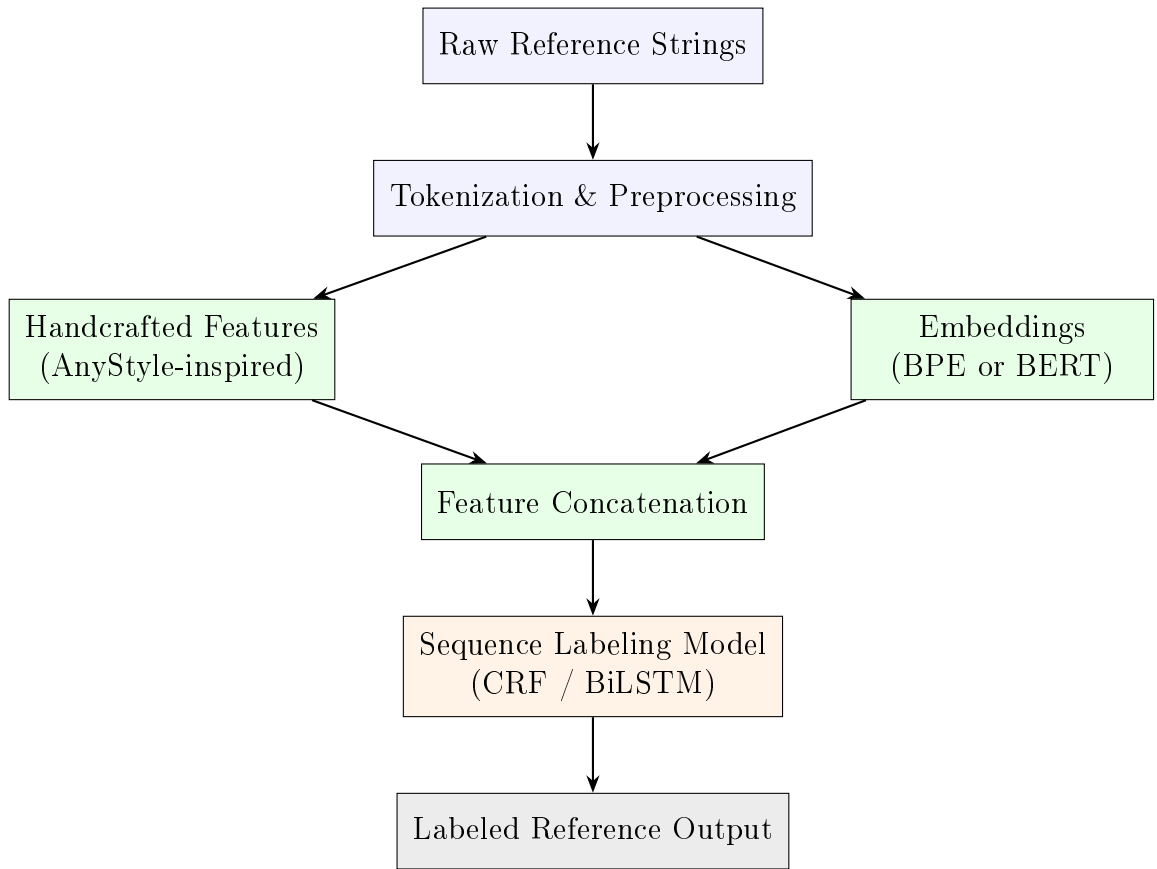 Raw Reference Strings
Tokenization & Preprocessing
Handcrafted Features
(AnyStyle-inspired)
Embeddings
(BPE or BERT)
Feature Concatenation
Sequence Labeling Model
(CRF / BiLSTM)
Labeled Reference Output